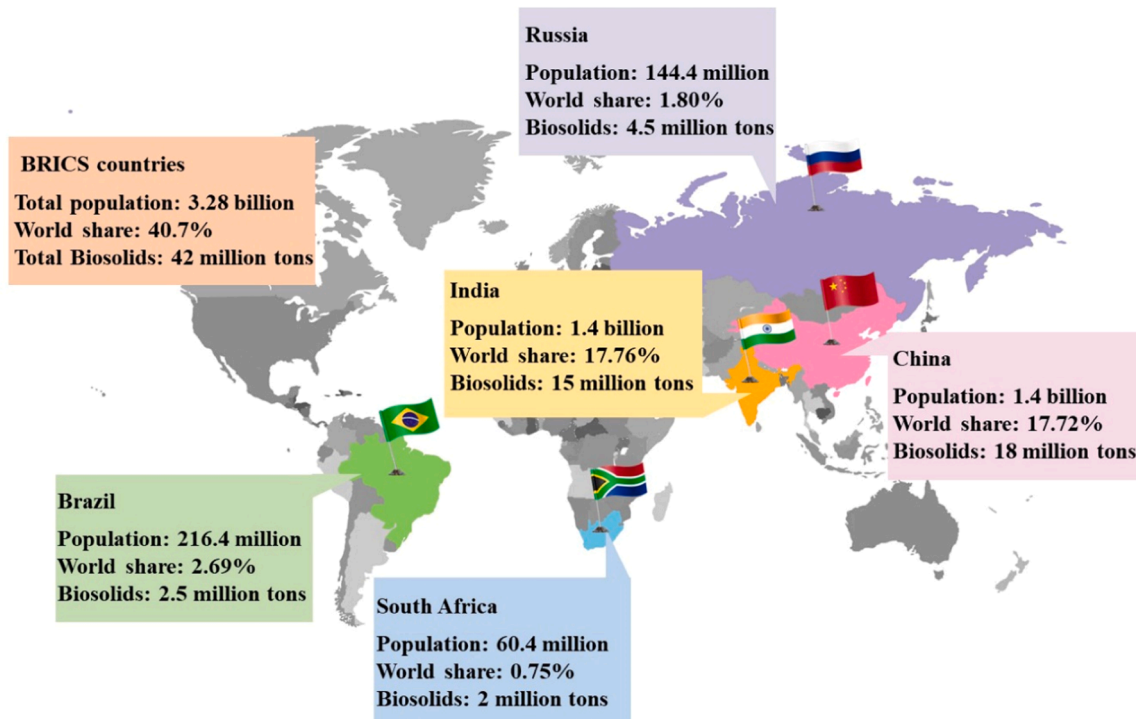 Russia
Population: 144.4 million
World share: 1.80%
Biosolids: 4.5 million tons
BRICS countries
Total population: 3.28 billion
World share: 40.7%
Total Biosolids: 42 million tons
India
Population: 1.4 billion
World share: 17.76%
Biosolids: 15 million tons
China
Population: 1.4 billion
World share: 17.72%
Biosolids: 18 million tons
Brazil
Population: 216.4 million
World share: 2.69%
Biosolids: 2.5 million tons
South Africa
Population: 60.4 million
World share: 0.75%
Biosolids: 2 million tons